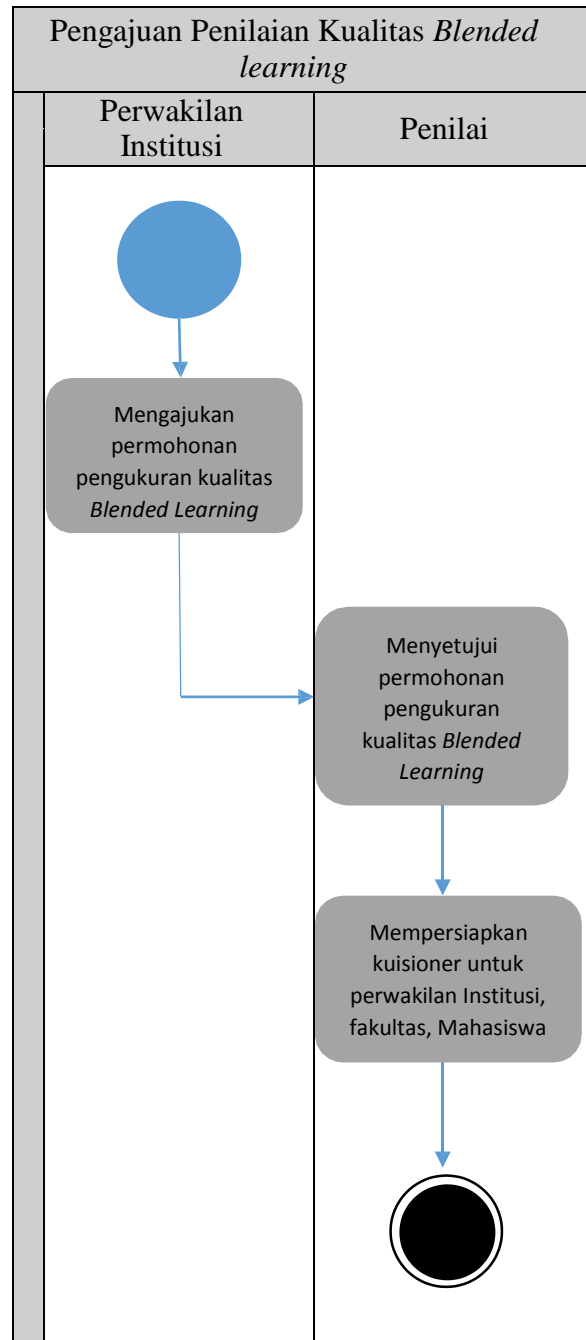 Pengajuan Penilaian Kualitas Blended
learning
Perwakilan
Institusi
Penilai
Mengajukan
permohonan
pengukuran kualitas
Blended Learning
Menyetujui
permohonan
pengukuran
kualitas Blended
Learning
Mempersiapkan
kuisioner untuk
perwakilan Institusi,
fakultas, Mahasiswa